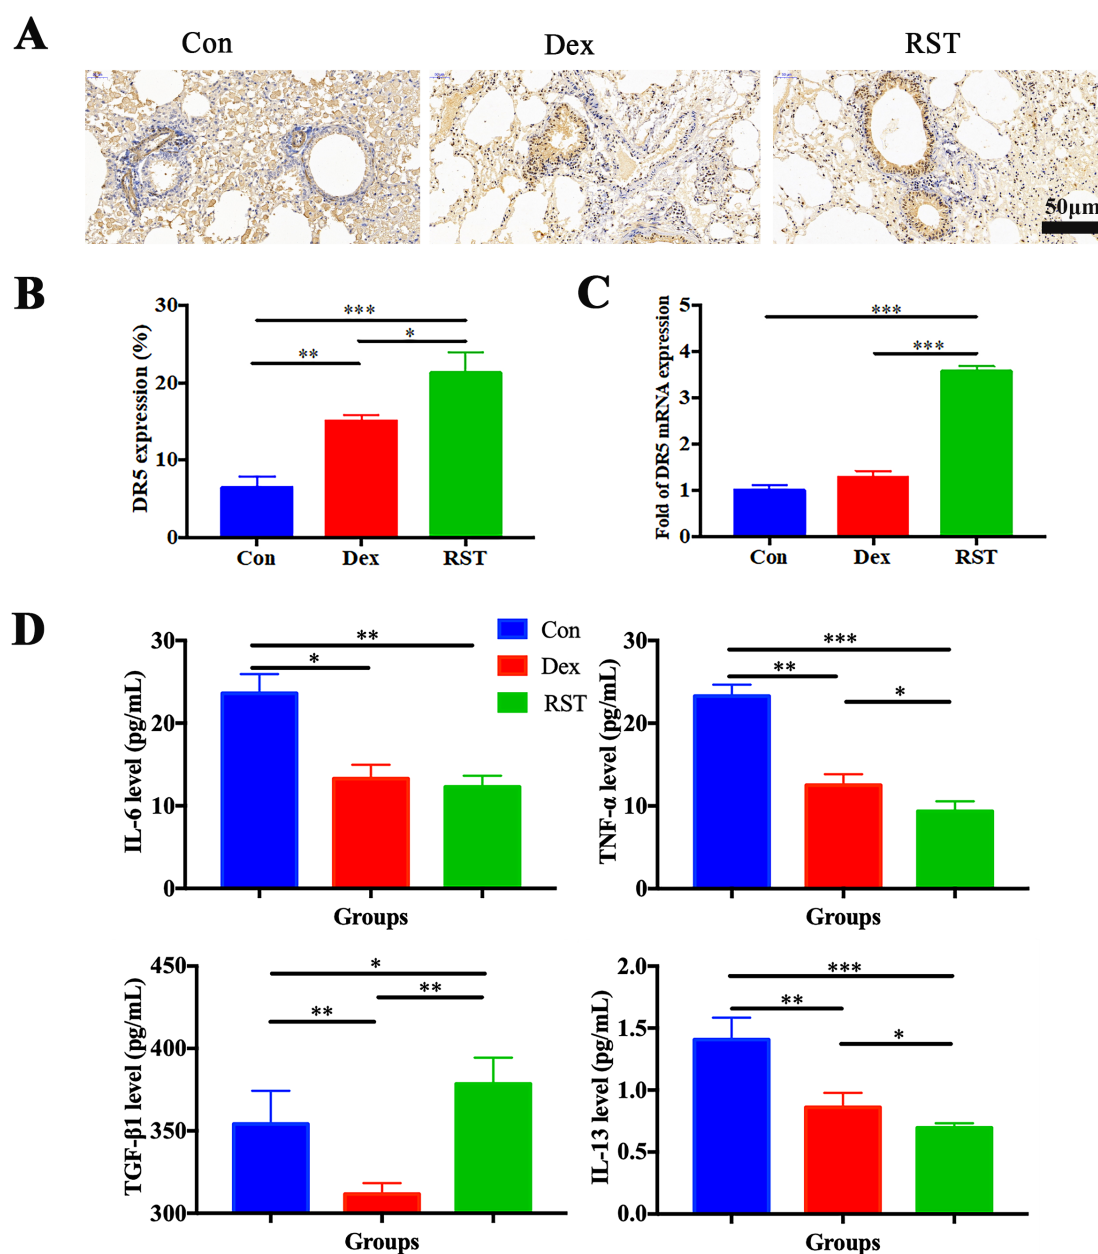 A
Con
Dex
RST
50μm
B
DR5 expression (%)
30
20
10
0
***
*
**
Con
Dex
RST
C
Fold of DR5 mRNA expression
5
4
3
2
1
0
***
***
Con
Dex
RST
D
IL-6 level (pg/mL)
30
20
10
0
**
*
Groups
Con
Dex
RST
TNF-α level (pg/mL)
30
20
10
0
***
**
*
Groups
TGF-β1 level (pg/mL)
450
400
350
300
*
**
**
Groups
IL-13 level (pg/mL)
2.0
1.5
1.0
0.5
0.0
***
**
*
Groups